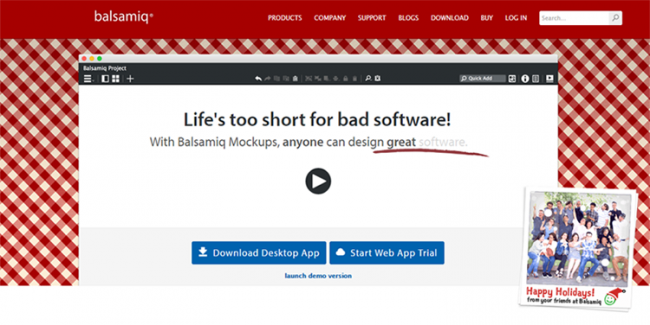 balsamiq®
PRODUCTS COMPANY SUPPORT BLOGS DOWNLOAD BUY LOG IN Search...
Balsamiq Project
Quick Add
Life's too short for bad software!
With Balsamiq Mockups, anyone can design great software.
Download Desktop App Start Web App Trial
launch demo version
Happy Holidays!
from your friends at Balsamiq